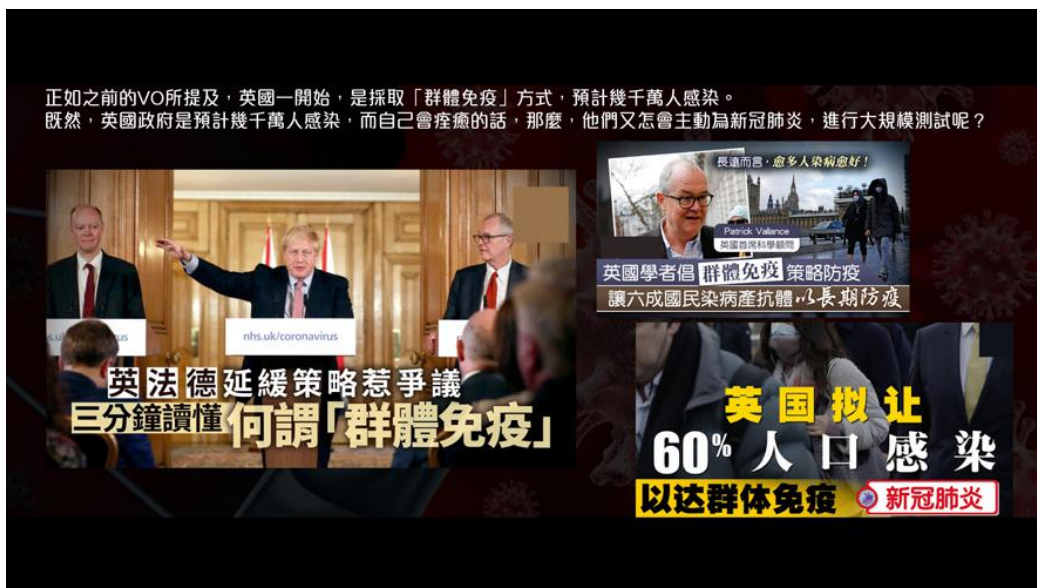 正如之前的VO所提及，英國一開始，是採取「群體免疫」方式，預計幾千萬人感染。
既然，英國政府是預計幾千萬人感染，而自己會痊癒的話，那麼，他們又怎會主動為新冠肺炎，進行大規模測試呢？
nhs.uk/coronavirus
英法德延緩策略惹爭議
三分鐘讀懂何謂「群體免疫」
長遠而言，愈多人染病愈好！
Patrick Vallance
英國首席科學顧問
英國學者倡群體免疫策略防疫
讓六成國民染病產抗體以長期防疫
英国拟让
60%人口感染
以达群体免疫 新冠肺炎